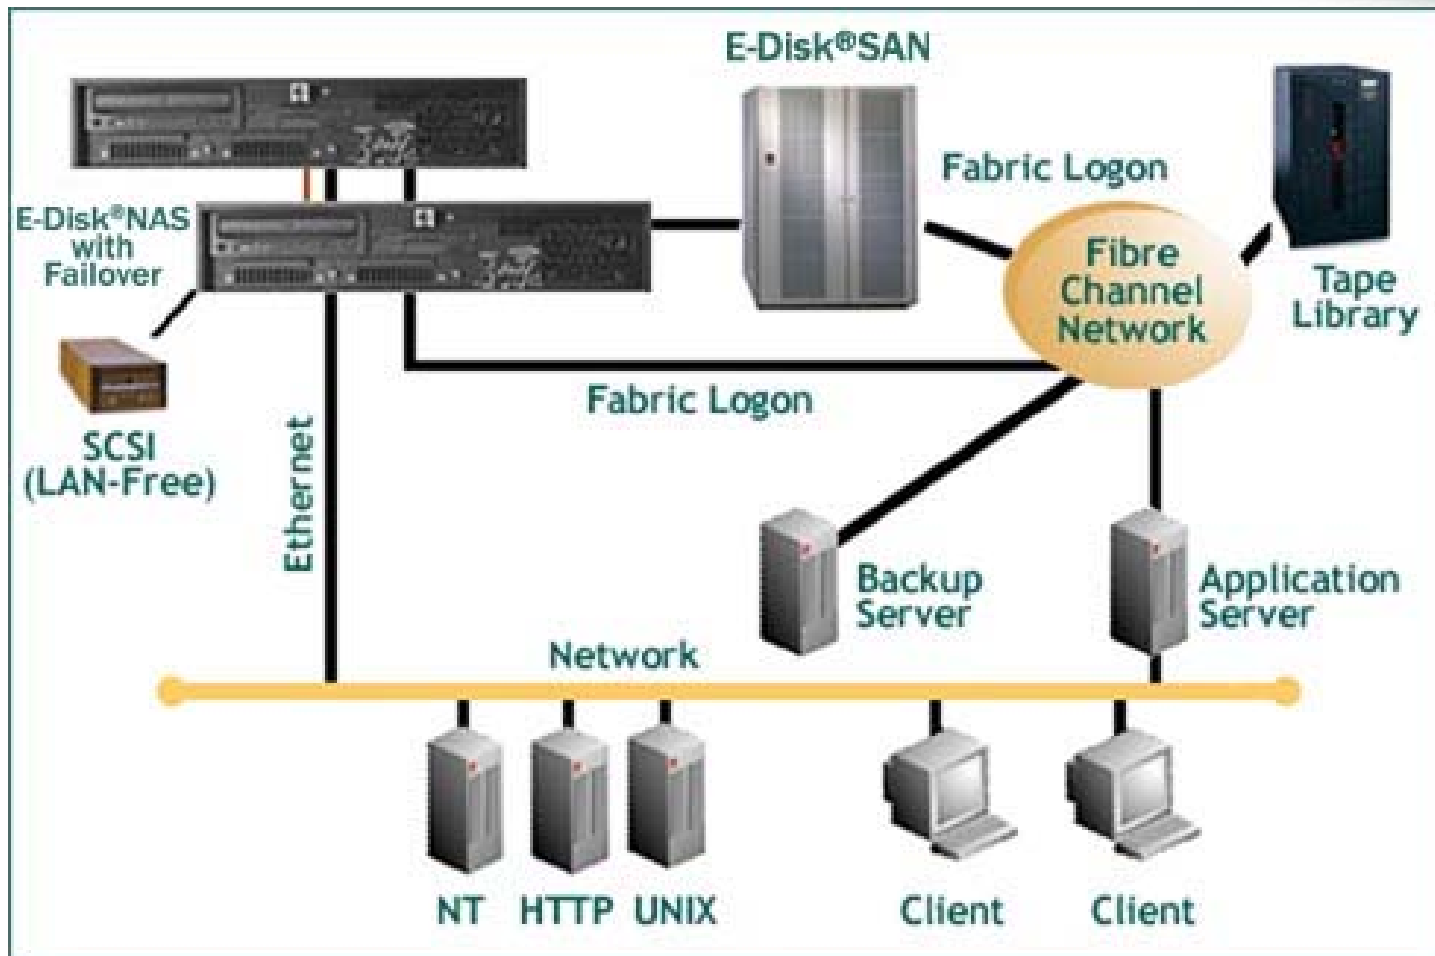 E-Disk®SAN
Fabric Logon
E-Disk®NAS
with
Failover
Fibre
Channel
Network
Tape
Library
Fabric Logon
SCSI
(LAN-Free)
Ethernet
Backup
Server
Application
Server
Network
NT
HTTP
UNIX
Client
Client